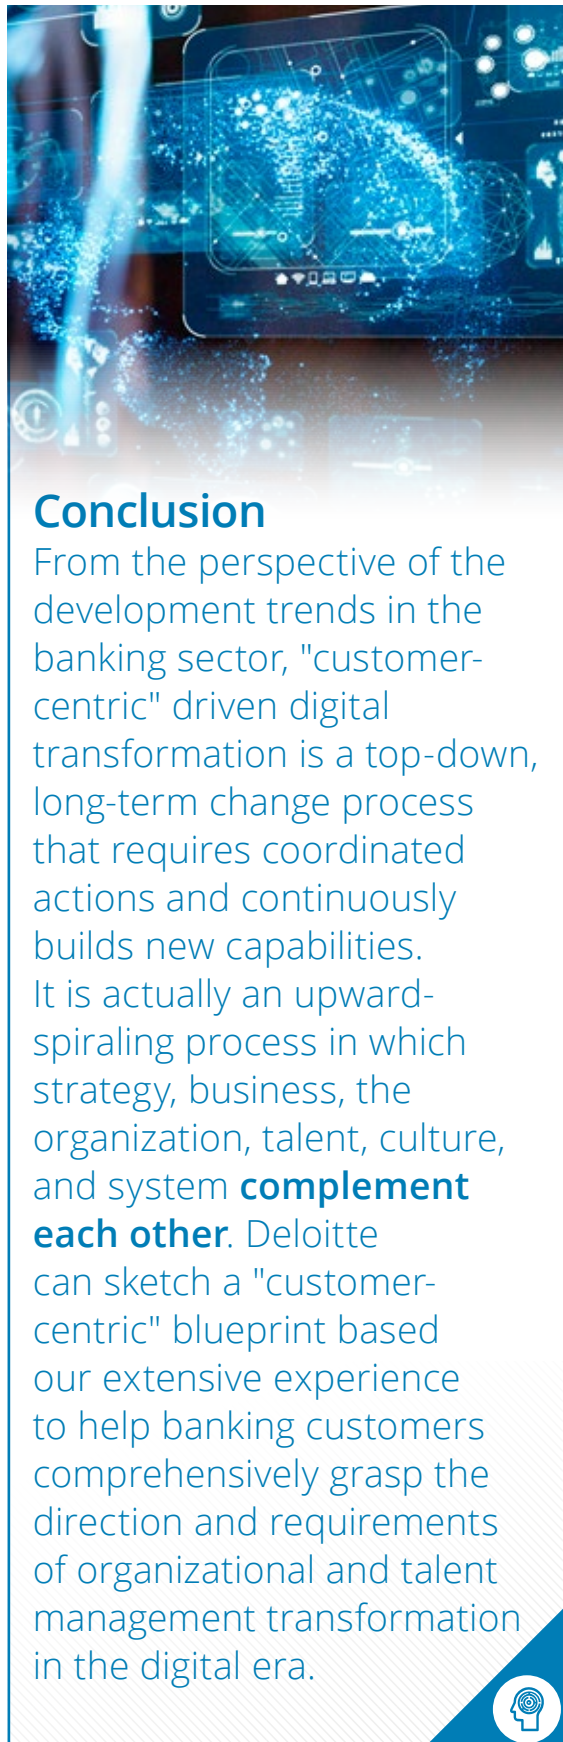 Conclusion
From the perspective of the
development trends in the
banking sector, "customer-
centric" driven digital
transformation is a top-down,
long-term change process
that requires coordinated
actions and continuously
builds new capabilities.
It is actually an upward-
spiraling process in which
strategy, business, the
organization, talent, culture,
and system complement
each other. Deloitte
can sketch a "customer-
centric" blueprint based
our extensive experience
to help banking customers
comprehensively grasp the
direction and requirements
of organizational and talent
management transformation
in the digital era.